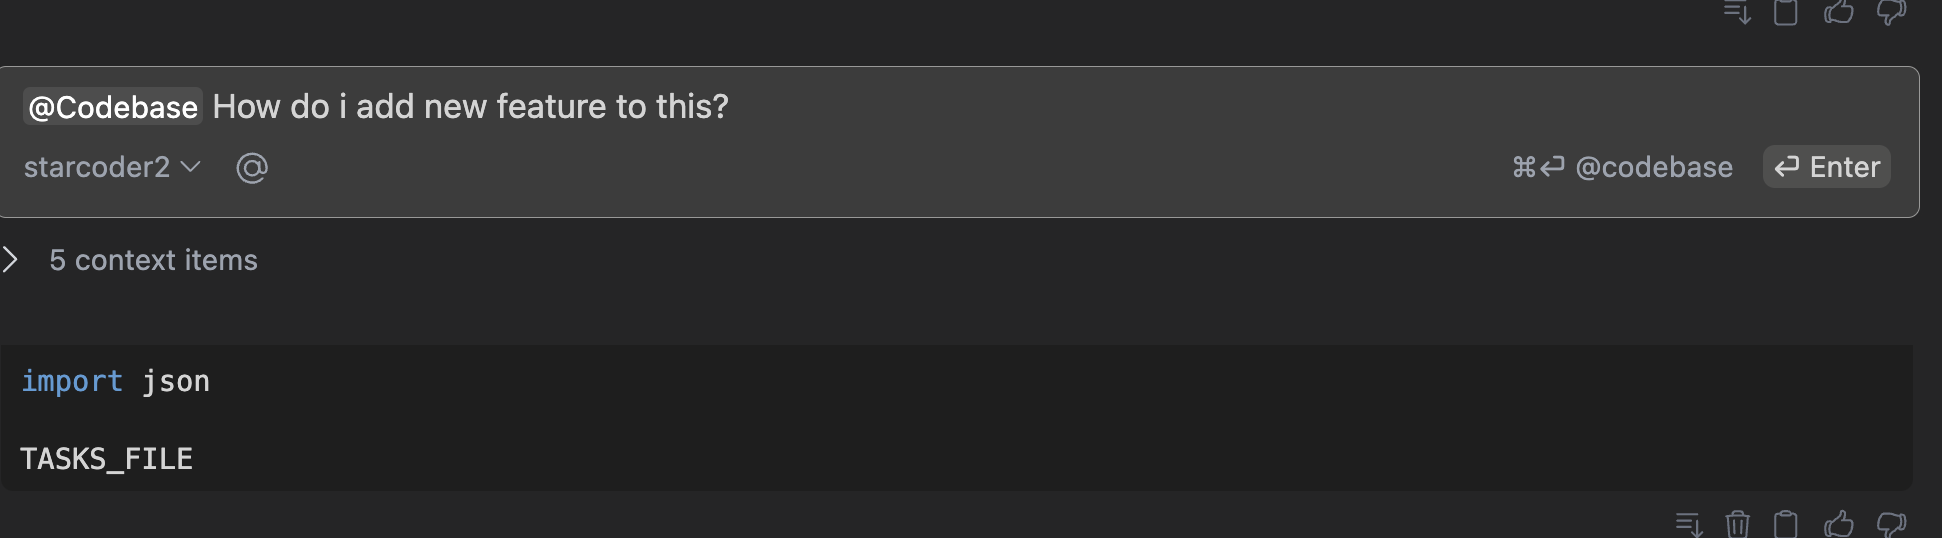 @Codebase How do i add new feature to this?
starcoder2 @ ⌘⏎ @codebase ⏎ Enter
5 context items
import json
TASKS_FILE